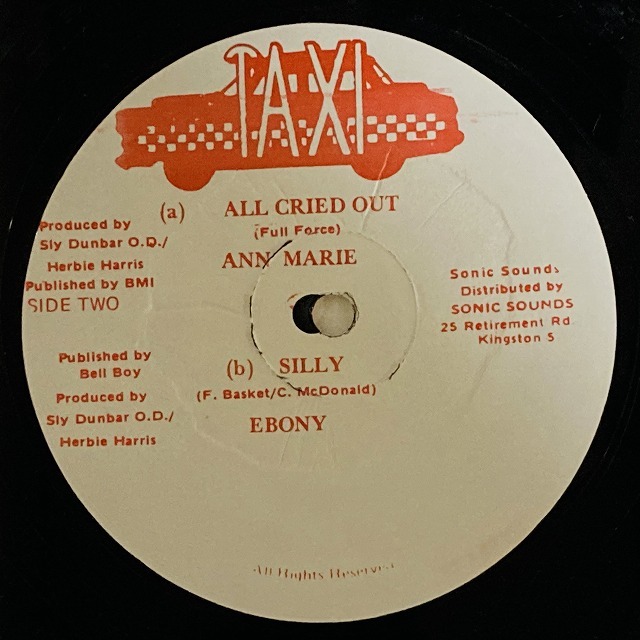 TAXI
(a) ALL CRIED OUT
(Full Force)
ANN MARIE
Produced by
Sly Dunbar O.D./
Herbie Harris
Published by BMI
SIDE TWO
Sonic Sounds
Distributed by
SONIC SOUNDS
25 Retirement Rd.
Kingston 5
Published by
Bell Boy
Produced by
Sly Dunbar O.D./
Herbie Harris
(b) SILLY
(F. Basket/C. McDonald)
EBONY
All Rights Reserved